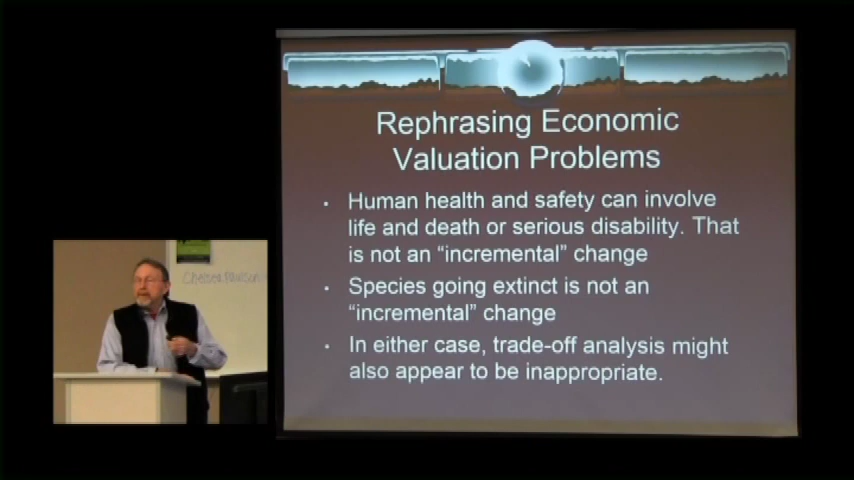 Rephrasing Economic
Valuation Problems
• Human health and safety can involve
life and death or serious disability. That
is not an “incremental” change
• Species going extinct is not an
“incremental” change
• In either case, trade-off analysis might
also appear to be inappropriate.
Chelsea